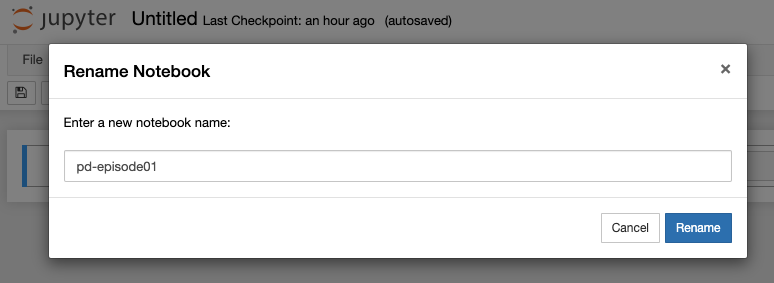 jupyter Untitled Last Checkpoint: an hour ago (autosaved)
File
Rename Notebook ×
Enter a new notebook name:
pd-episode01
Cancel Rename